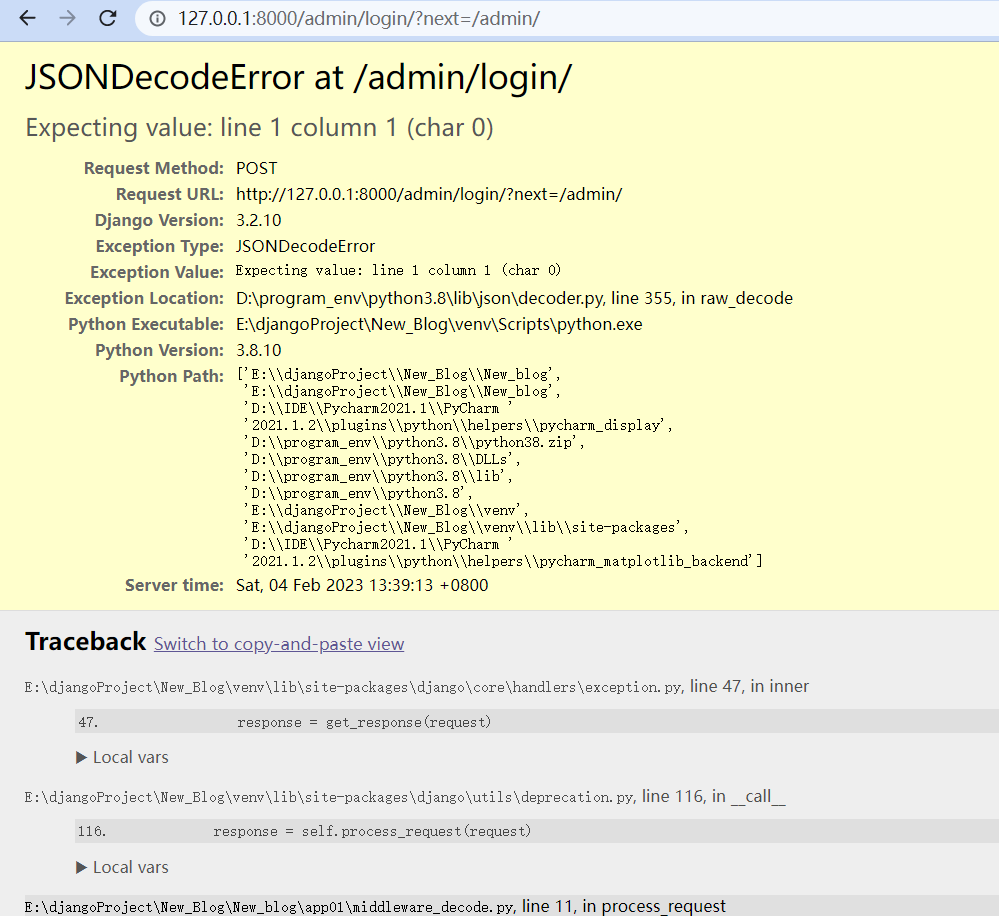 127.0.0.1:8000/admin/login/?next=/admin/
JSONDecodeError at /admin/login/
Expecting value: line 1 column 1 (char 0)
Request Method: POST
Request URL: http://127.0.0.1:8000/admin/login/?next=/admin/
Django Version: 3.2.10
Exception Type: JSONDecodeError
Exception Value: Expecting value: line 1 column 1 (char 0)
Exception Location: D:\program_env\python3.8\lib\json\decoder.py, line 355, in raw_decode
Python Executable: E:\djangoProject\New_Blog\venv\Scripts\python.exe
Python Version: 3.8.10
Python Path: ['E:\\djangoProject\\New_Blog\\New_blog',
'E:\\djangoProject\\New_Blog\\New_blog',
'D:\\IDE\\Pycharm2021.1\\PyCharm '
'2021.1.2\\plugins\\python\\helpers\\pycharm_display',
'D:\\program_env\\python3.8\\python38.zip',
'D:\\program_env\\python3.8\\DLLs',
'D:\\program_env\\python3.8\\lib',
'D:\\program_env\\python3.8',
'E:\\djangoProject\\New_Blog\\venv',
'E:\\djangoProject\\New_Blog\\venv\\lib\\site-packages',
'D:\\IDE\\Pycharm2021.1\\PyCharm '
'2021.1.2\\plugins\\python\\helpers\\pycharm_matplotlib_backend']
Server time: Sat, 04 Feb 2023 13:39:13 +0800
Traceback Switch to copy-and-paste view
E:\djangoProject\New_Blog\venv\lib\site-packages\django\core\handlers\exception.py, line 47, in inner
47. response = get_response(request)
▶ Local vars
E:\djangoProject\New_Blog\venv\lib\site-packages\django\utils\deprecation.py, line 116, in __call__
116. response = self.process_request(request)
▶ Local vars
E:\djangoProject\New_Blog\New_blog\app01\middleware_decode.py, line 11, in process_request